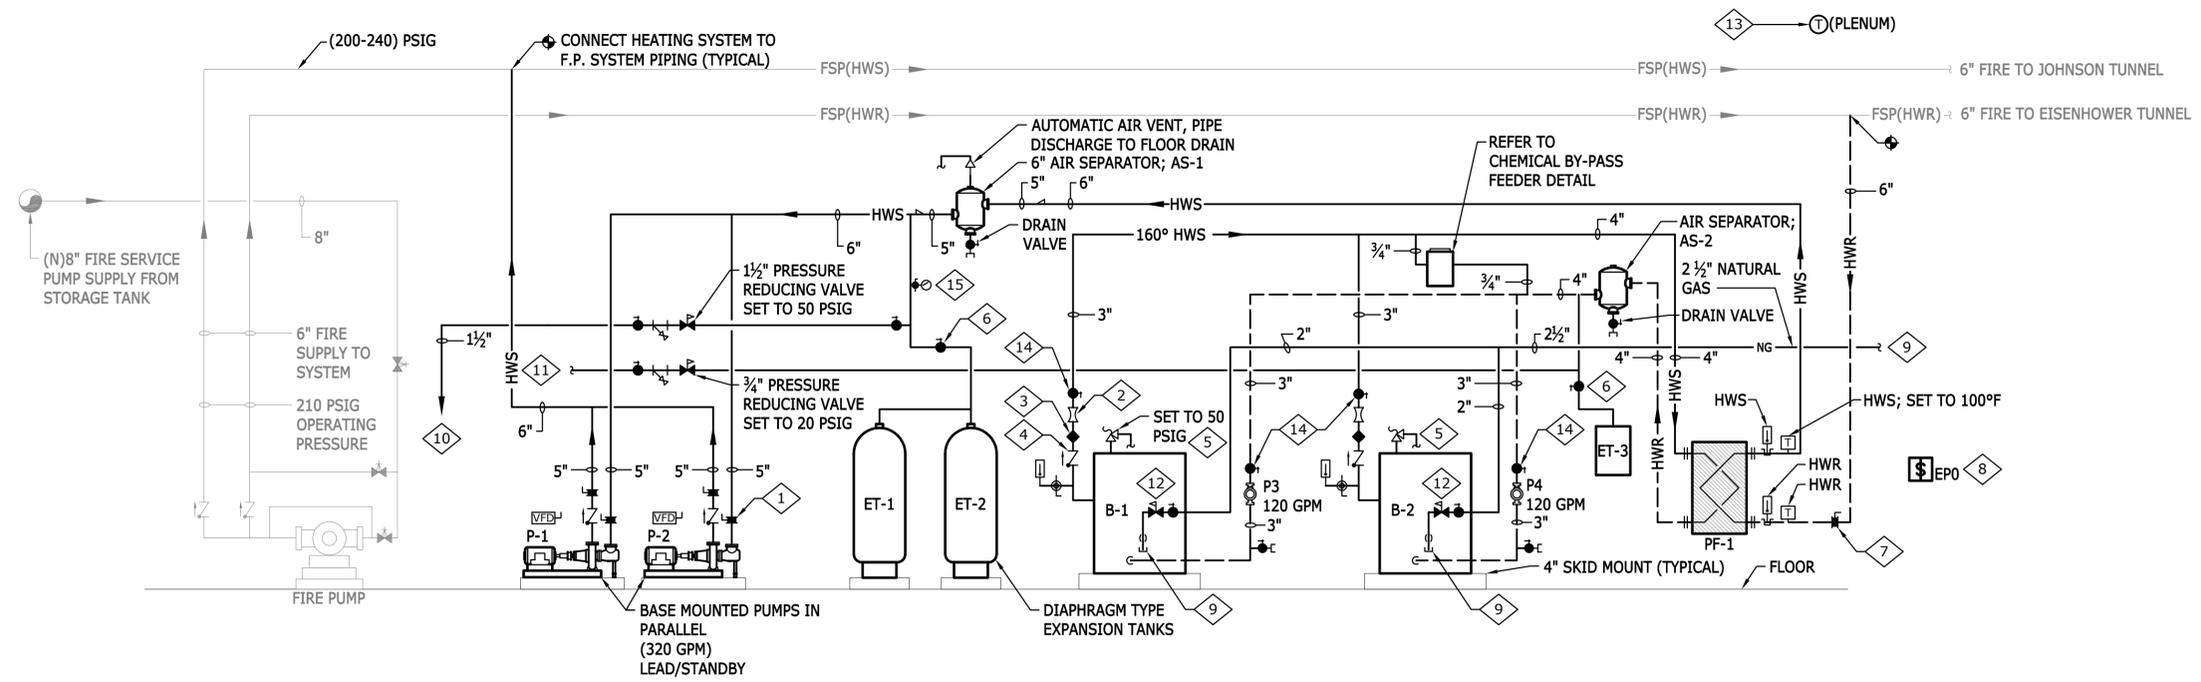 13
T
(PLENUM)
(200-240) PSIG
CONNECT HEATING SYSTEM TO
F.P. SYSTEM PIPING (TYPICAL)
FSP(HWS)
FSP(HWS)
6" FIRE TO JOHNSON TUNNEL
FSP(HWR)
FSP(HWR)
FSP(HWR)
6" FIRE TO EISENHOWER TUNNEL
AUTOMATIC AIR VENT, PIPE
DISCHARGE TO FLOOR DRAIN
6" AIR SEPARATOR; AS-1
REFER TO
CHEMICAL BY-PASS
FEEDER DETAIL
5"
6"
6"
HWS
HWS
8"
6"
5"
DRAIN
VALVE
160° HWS
4"
AIR SEPARATOR;
AS-2
HWR
(N)8" FIRE SERVICE
PUMP SUPPLY FROM
STORAGE TANK
1½" PRESSURE
REDUCING VALVE
SET TO 50 PSIG
15
¾"
¾"
4"
2 ½" NATURAL
GAS
HWS
DRAIN VALVE
6" FIRE
SUPPLY TO
SYSTEM
1½"
6
3"
3"
2"
2½"
NG
9
HWS
11
14
4"
4"
¾" PRESSURE
REDUCING VALVE
SET TO 20 PSIG
3"
3"
6
HWS
210 PSIG
OPERATING
PRESSURE
3
2
2"
HWS
HWS; SET TO 100°F
6"
10
4
SET TO 50
PSIG
5
14
5
14
HWR
ET-3
5"
5"
5"
5"
T
HWR
HWR
$
EPO
8
1
ET-1
ET-2
12
B-1
P3
120 GPM
12
B-2
P4
120 GPM
T
VFD
P-1
VFD
P-2
3"
3"
PF-1
7
4" SKID MOUNT (TYPICAL)
FLOOR
FIRE PUMP
BASE MOUNTED PUMPS IN
PARALLEL
(320 GPM)
LEAD/STANDBY
DIAPHRAGM TYPE
EXPANSION TANKS
9
9